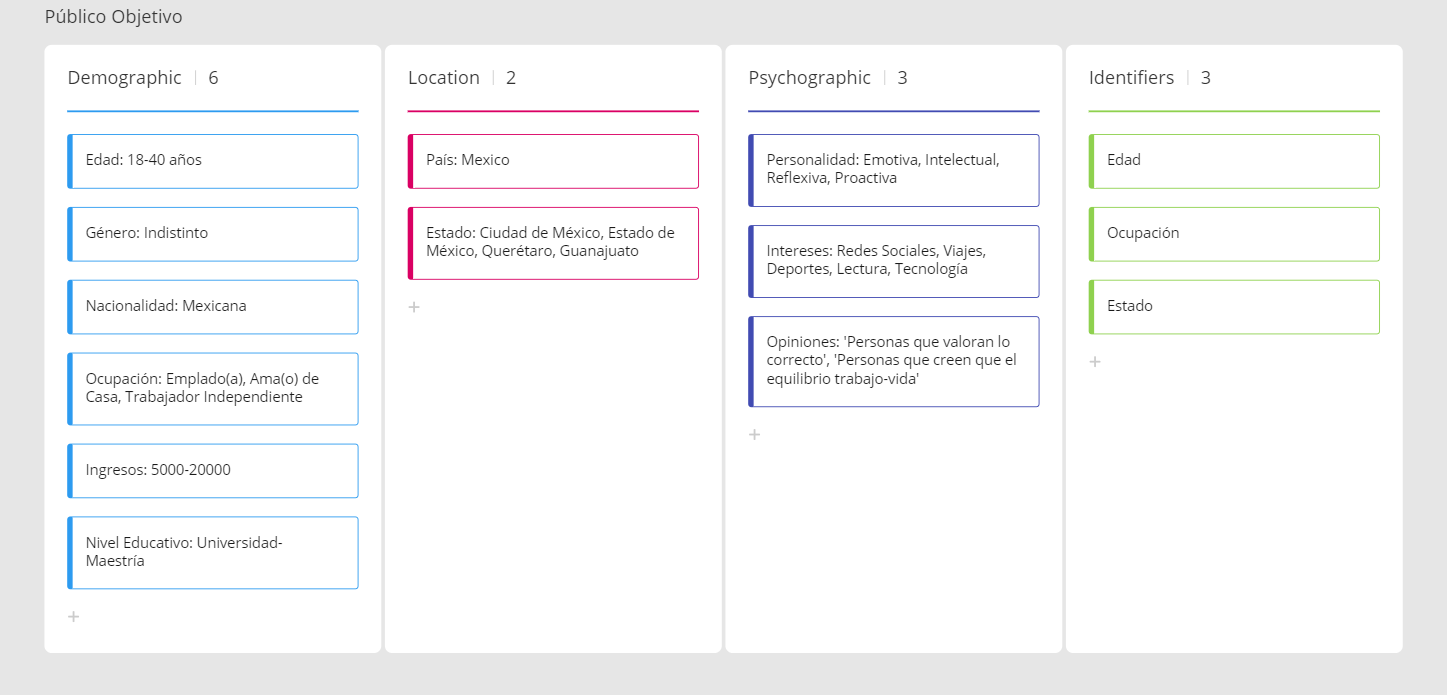 Público Objetivo
Demographic | 6
Edad: 18-40 años
Género: Indistinto
Nacionalidad: Mexicana
Ocupación: Emplado(a), Ama(o) de
Casa, Trabajador Independiente
Ingresos: 5000-20000
Nivel Educativo: Universidad-
Maestría
+
Location | 2
País: Mexico
Estado: Ciudad de México, Estado de
México, Querétaro, Guanajuato
+
Psychographic | 3
Personalidad: Emotiva, Intelectual,
Reflexiva, Proactiva
Intereses: Redes Sociales, Viajes,
Deportes, Lectura, Tecnología
Opiniones: 'Personas que valoran lo
correcto', 'Personas que creen que el
equilibrio trabajo-vida'
+
Identifiers | 3
Edad
Ocupación
Estado
+